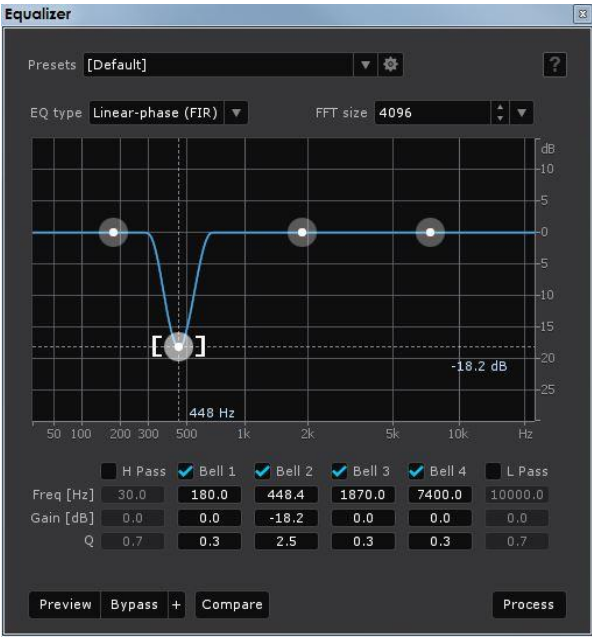 Equalizer
Presets [Default]
?
EQ type Linear-phase (FIR) FFT size 4096
dB
10
5
0
-5
-10
-15
-18.2 dB
-20
-25
448 Hz
50 100 200 300 500 1k 2k 5k 10k Hz
H Pass Bell 1 Bell 2 Bell 3 Bell 4 L Pass
Freq [Hz] 30.0 180.0 448.4 1870.0 7400.0 10000.0
Gain [dB] 0.0 0.0 -18.2 0.0 0.0 0.0
Q 0.7 0.3 2.5 0.3 0.3 0.7
Preview Bypass + Compare Process